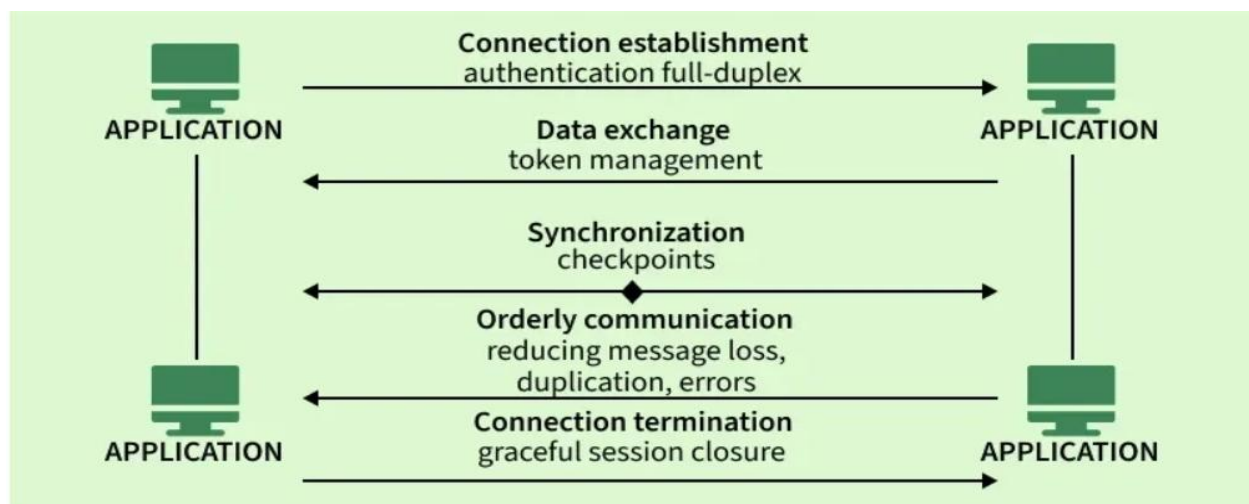 Connection establishment
authentication full-duplex
APPLICATION
APPLICATION
Data exchange
token management
Synchronization
checkpoints
Orderly communication
reducing message loss,
duplication, errors
Connection termination
graceful session closure
APPLICATION
APPLICATION